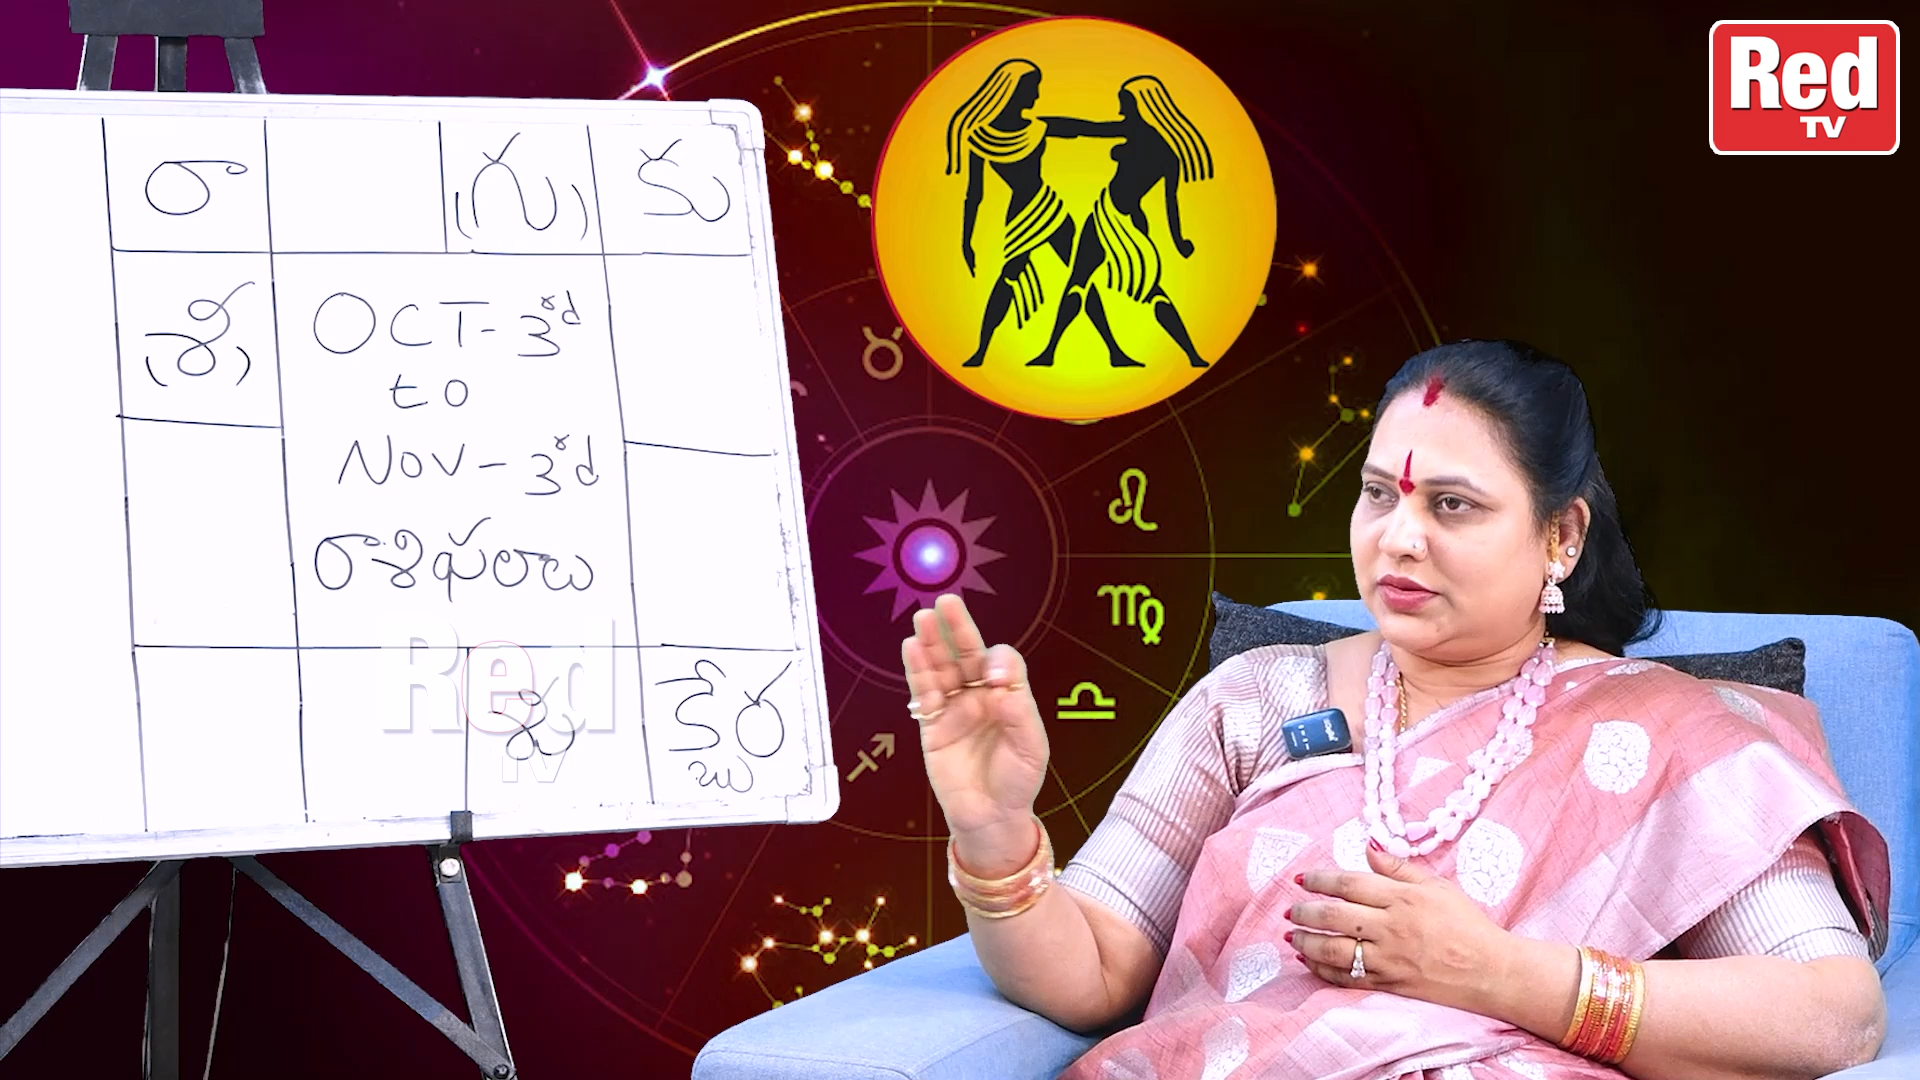 Red
TV
రా
(గు)
కు
(శ)
OCT - 3rd
to
NOV - 3rd
రాశిఫలాలు
Red
TV
శు
కేర
బు